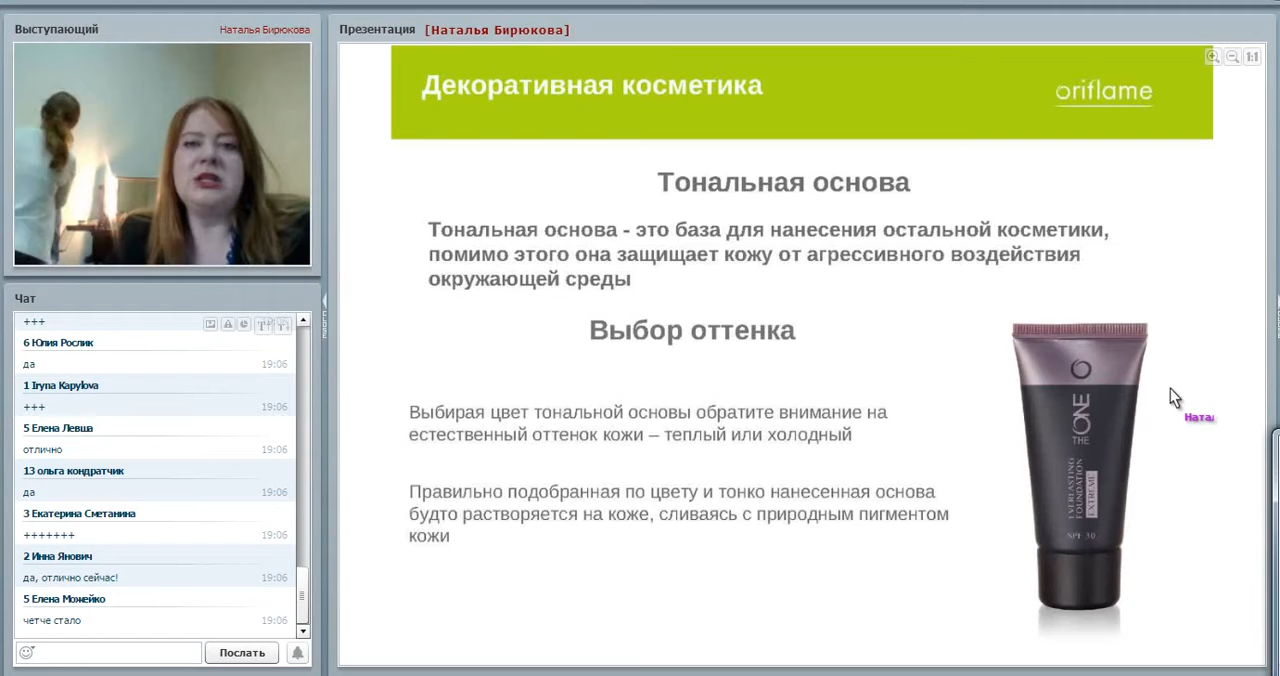 Выступающий
Наталья Бирюкова
Чат
+++
6 Юлия Рослик
да
19:06
1 Iryna Kapylova
+++
19:06
5 Елена Левша
отлично
19:06
13 ольга кондратчик
да
19:06
3 Екатерина Сметанина
+++++++
19:06
2 Инна Янович
да, отлично сейчас!
19:06
5 Елена Можейко
четче стало
19:06
Послать
Презентация [Наталья Бирюкова]
1:1
Декоративная косметика
oriflame
Тональная основа
Тональная основа - это база для нанесения остальной косметики,
помимо этого она защищает кожу от агрессивного воздействия
окружающей среды
Выбор оттенка
Выбирая цвет тональной основы обратите внимание на
естественный оттенок кожи – теплый или холодный
Правильно подобранная по цвету и тонко нанесенная основа
будто растворяется на коже, сливаясь с природным пигментом
кожи
THE ONE
EVERLASTING
FOUNDATION
EXTREME
SPF 30
Ната